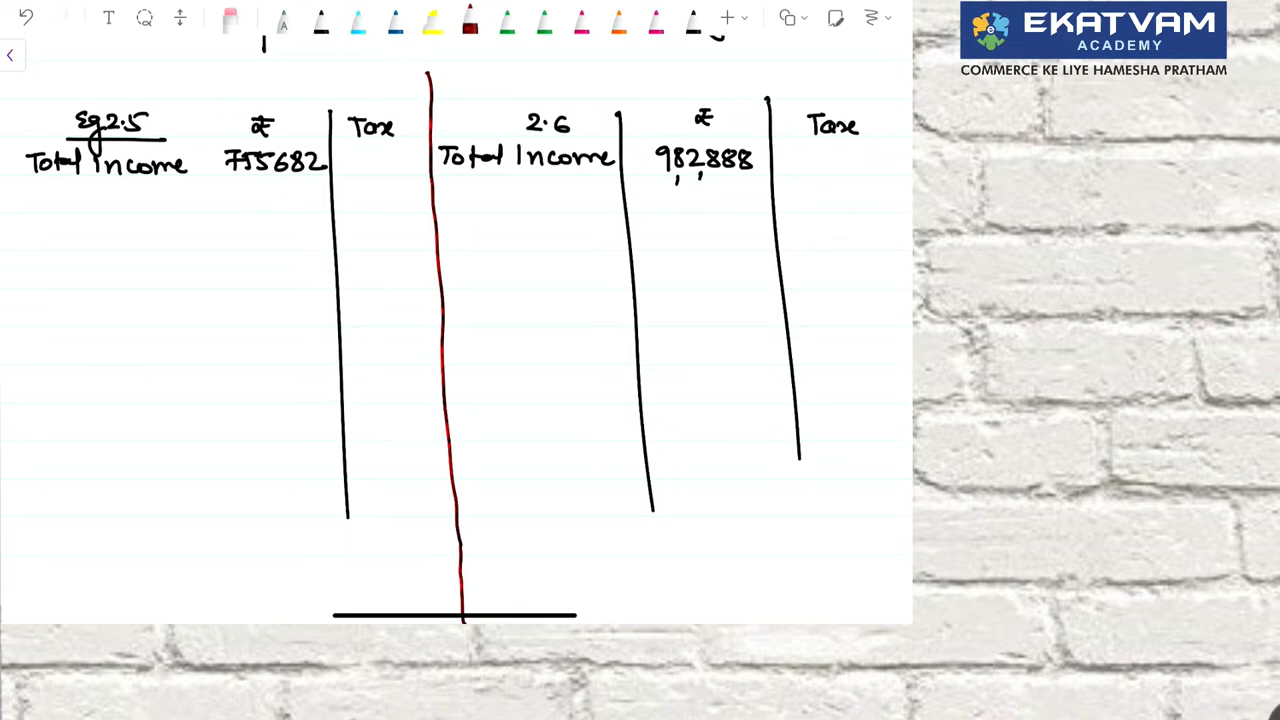 EKATVAM
ACADEMY
COMMERCE KE LIYE HAMESHA PRATHAM
Eg.2.5 ₹ Tax
Total Income 755682
2.6 ₹ Tax
Total Income 982888